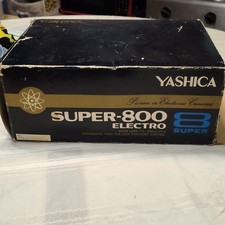 YASHICA
Pioneer in Electronic Cameras
SUPER-800
ELECTRO
8
SUPER